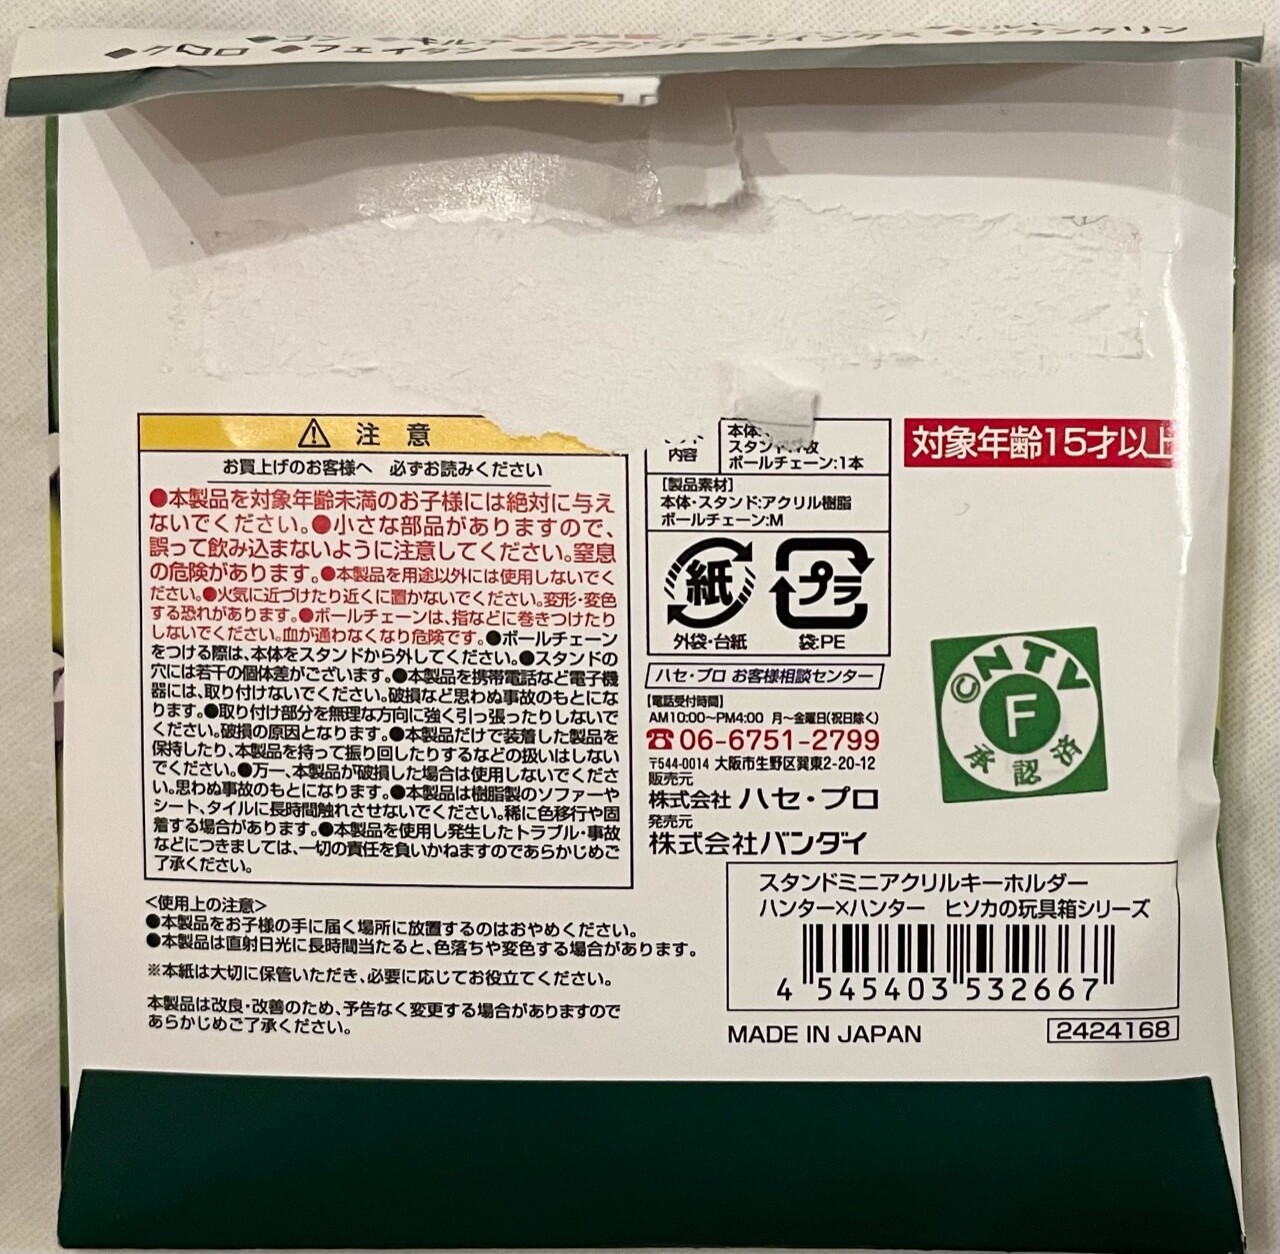 ●クロロ ●フェイタン
フランクリン
⚠ 注 意
お買上げのお客様へ 必ずお読みください
●本製品を対象年齢未満のお子様には絶対に与え
ないでください。●小さな部品がありますので、
誤って飲み込まないように注意してください。窒息
の危険があります。●本製品を用途以外には使用しないでく
ださい。●火気に近づけたり近くに置かないでください。変形・変色
する恐れがあります。●ボールチェーンは、指などに巻きつけたり
しないでください。血が通わなくなり危険です。●ボールチェーン
をつける際は、本体をスタンドから外してください。●スタンドの
穴には若干の個体差がございます。●本製品を携帯電話など電子機
器には、取り付けないでください。破損など思わぬ事故のもとにな
ります。●取り付け部分を無理な方向に強く引っ張ったりしないで
ください。破損の原因となります。●本製品だけで装着した製品を
保持したり、本製品を持って振り回したりするなどの扱いはしない
でください。●万一、本製品が破損した場合は使用しないでくださ
い。思わぬ事故のもとになります。●本製品は樹脂製のソファーや
シート、タイルに長時間触れさせないでください。稀に色移行や固
着する場合があります。●本製品を使用し発生したトラブル・事故
などにつきましては、一切の責任を負いかねますのであらかじめご
了承ください。
<使用上の注意>
●本製品をお子様の手に届く場所に放置するのはおやめください。
●本製品は直射日光に長時間当たると、色落ちや変色する場合があります。
※本紙は大切に保管いただき、必要に応じてお役立てください。
本製品は改良・改善のため、予告なく変更する場合がありますので
あらかじめご了承ください。
内容
本体:
スタンド:1枚
ボールチェーン:1本
[製品素材]
本体・スタンド:アクリル樹脂
ボールチェーン:M
紙 プラ
外袋・台紙 袋:PE
ハセ・プロ お客様相談センター
【電話受付時間】
AM10:00〜PM4:00 月〜金曜日(祝日除く)
☎06-6751-2799
〒544-0014 大阪市生野区巽東2-20-12
販売元
株式会社 ハセ・プロ
発売元
株式会社バンダイ
対象年齢15才以上
©NTV
F
承認済
スタンドミニアクリルキーホルダー
ハンター×ハンター ヒソカの玩具箱シリーズ
4 545403 532667
MADE IN JAPAN 2424168